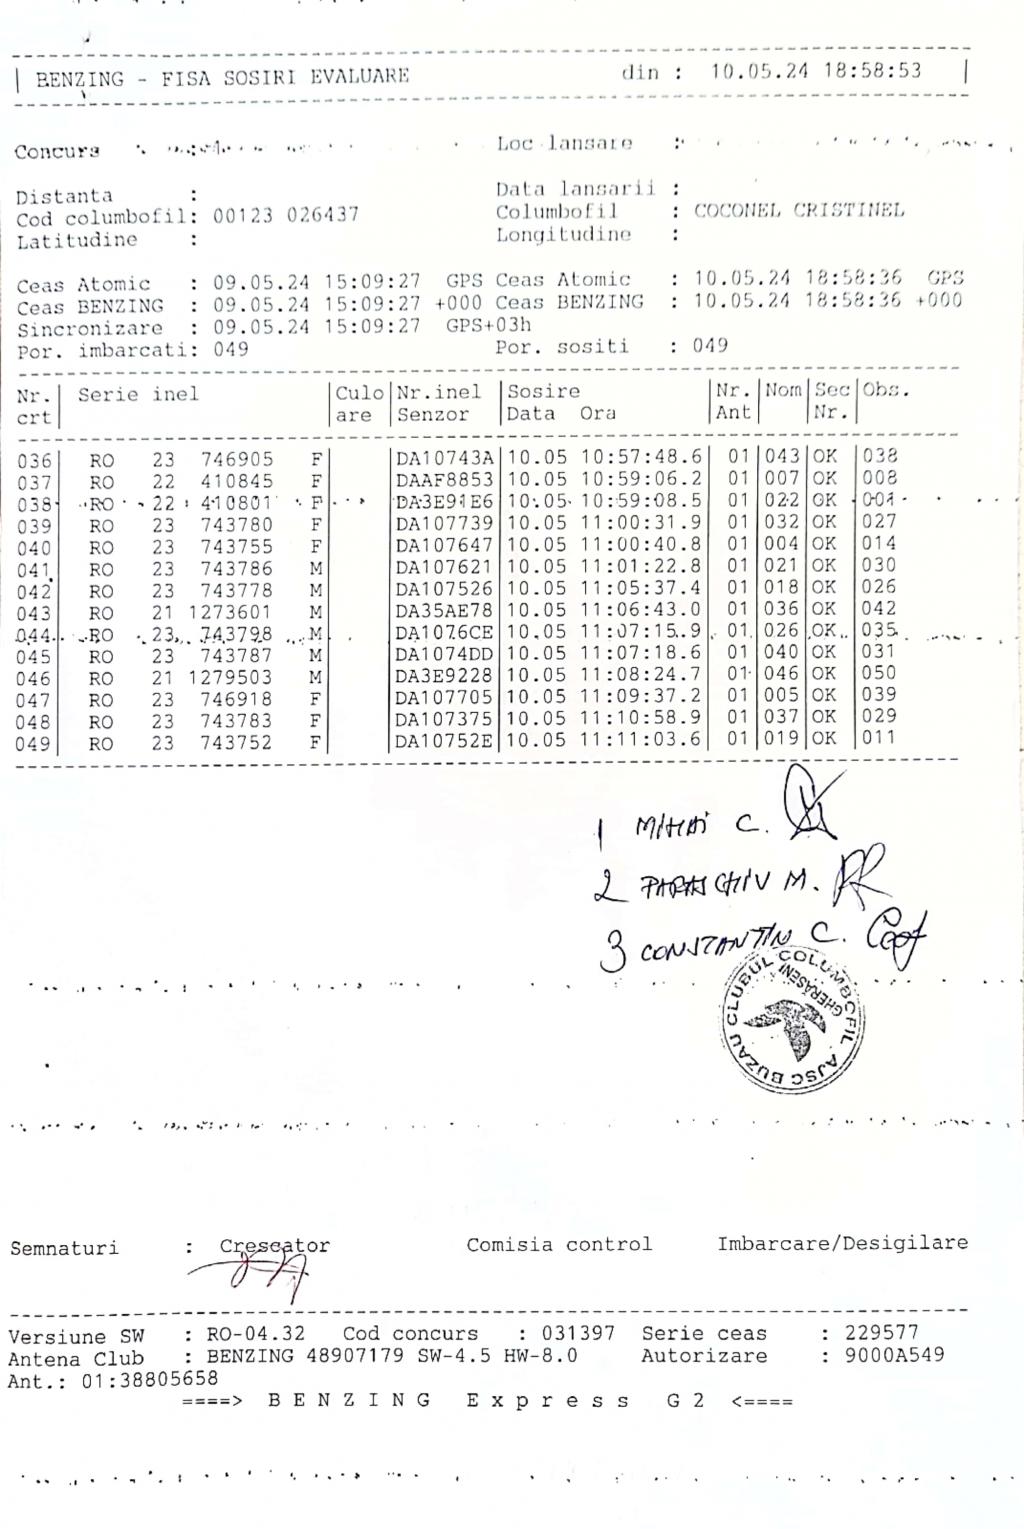 BENZING - FISA SOSIRI EVALUARE din : 10.05.24 18:58:53
Concurs Loc lansare :
Distanta : Data lansarii :
Cod columbofil: 00123 026437 Columbofil : COCONEL CRISTINEL
Latitudine : Longitudine :
Ceas Atomic : 09.05.24 15:09:27 GPS Ceas Atomic : 10.05.24 18:58:36 GPS
Ceas BENZING : 09.05.24 15:09:27 +000 Ceas BENZING : 10.05.24 18:58:36 +000
Sincronizare : 09.05.24 15:09:27 GPS+03h
Por. imbarcati: 049 Por. sositi : 049
Nr. Serie inel Culo Nr.inel Sosire Nr. Nom Sec Obs.
crt are Senzor Data Ora Ant Nr.
036 RO 23 746905 F DA10743A 10.05 10:57:48.6 01 043 OK 038
037 RO 22 410845 F DAAF8853 10.05 10:59:06.2 01 007 OK 008
038 RO 22 410801 F DA3E91E6 10.05 10:59:08.5 01 022 OK 004
039 RO 23 743780 F DA107739 10.05 11:00:31.9 01 032 OK 027
040 RO 23 743755 F DA107647 10.05 11:00:40.8 01 004 OK 014
041 RO 23 743786 M DA107621 10.05 11:01:22.8 01 021 OK 030
042 RO 23 743778 M DA107526 10.05 11:05:37.4 01 018 OK 026
043 RO 21 1273601 M DA35AE78 10.05 11:06:43.0 01 036 OK 042
044 RO 23 743798 M DA1076CE 10.05 11:07:15.9 01 026 OK 035
045 RO 23 743787 M DA1074DD 10.05 11:07:18.6 01 040 OK 031
046 RO 21 1279503 M DA3E9228 10.05 11:08:24.7 01 046 OK 050
047 RO 23 746918 F DA107705 10.05 11:09:37.2 01 005 OK 039
048 RO 23 743783 F DA107375 10.05 11:10:58.9 01 037 OK 029
049 RO 23 743752 F DA10752E 10.05 11:11:03.6 01 019 OK 011
1 MIHAI C.
2 PARASCHIV M.
3 CONSTANTIN C.
CLUBUL COLUMBOFIL AJSC BUZAU
GHERASENI
Semnaturi : Crescator Comisia control Imbarcare/Desigilare
Versiune SW : RO-04.32 Cod concurs : 031397 Serie ceas : 229577
Antena Club : BENZING 48907179 SW-4.5 HW-8.0 Autorizare : 9000A549
Ant.: 01:38805658
====> B E N Z I N G E x p r e s s G 2 <====